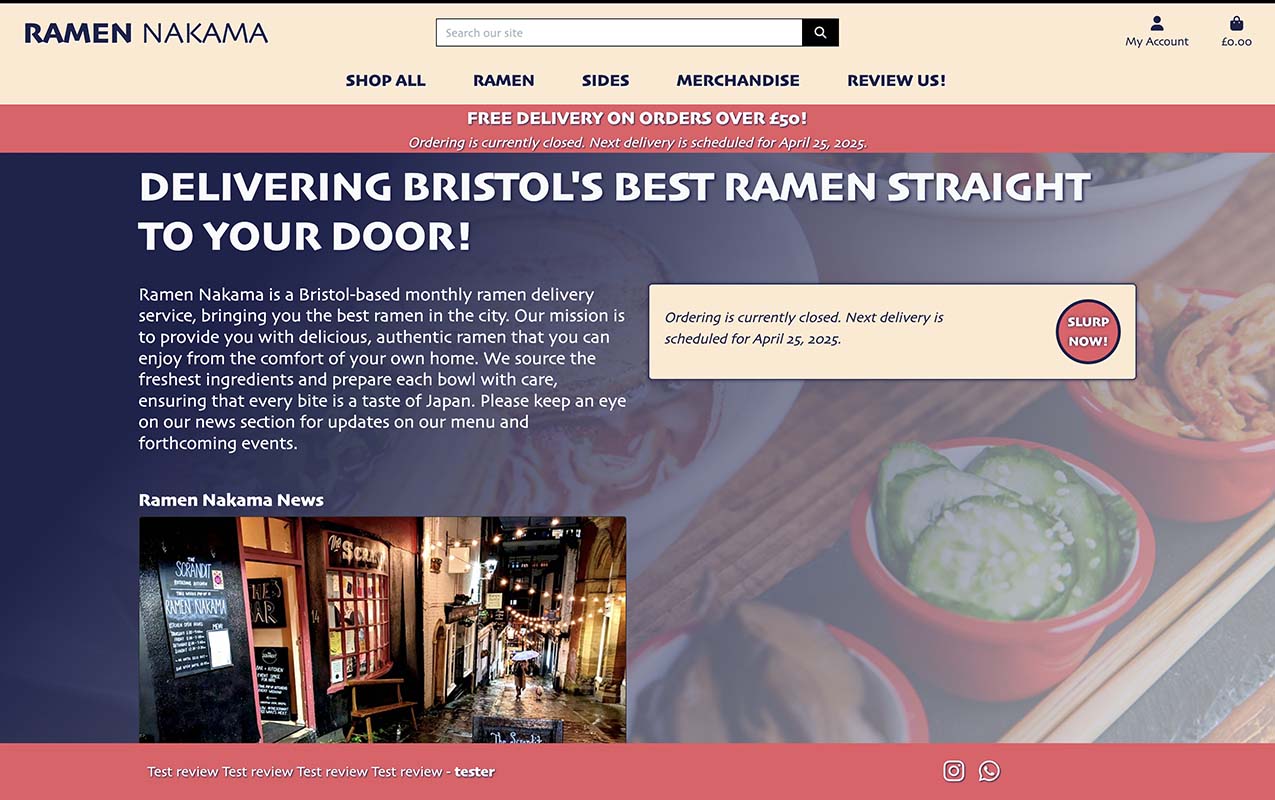 RAMEN NAKAMA
Search our site
My Account
£0.00
SHOP ALL
RAMEN
SIDES
MERCHANDISE
REVIEW US!
FREE DELIVERY ON ORDERS OVER £50!
Ordering is currently closed. Next delivery is scheduled for April 25, 2025.
DELIVERING BRISTOL'S BEST RAMEN STRAIGHT
TO YOUR DOOR!
Ramen Nakama is a Bristol-based monthly ramen delivery
service, bringing you the best ramen in the city. Our mission is
to provide you with delicious, authentic ramen that you can
enjoy from the comfort of your own home. We source the
freshest ingredients and prepare each bowl with care,
ensuring that every bite is a taste of Japan. Please keep an eye
on our news section for updates on our menu and
forthcoming events.
Ordering is currently closed. Next delivery is
scheduled for April 25, 2025.
SLURP
NOW!
Ramen Nakama News
THE
SCRANDIT
RAMEN NAKAMA
MENU
BAR
The Scrandit
Test review Test review Test review Test review - tester